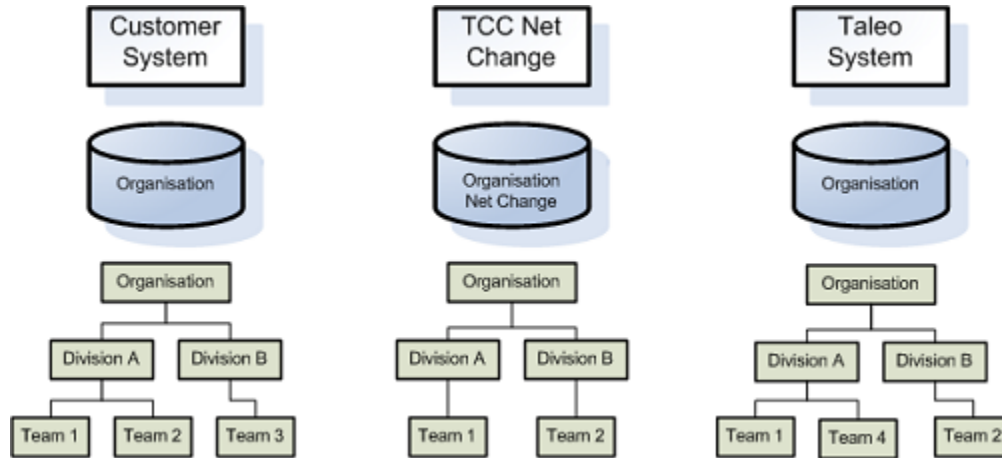 Customer
System
TCC Net
Change
Taleo
System
Organisation
Organisation
Net Change
Organisation
Organisation
Organisation
Organisation
Division A
Division B
Division A
Division B
Division A
Division B
Team 1
Team 2
Team 3
Team 1
Team 2
Team 1
Team 4
Team 2